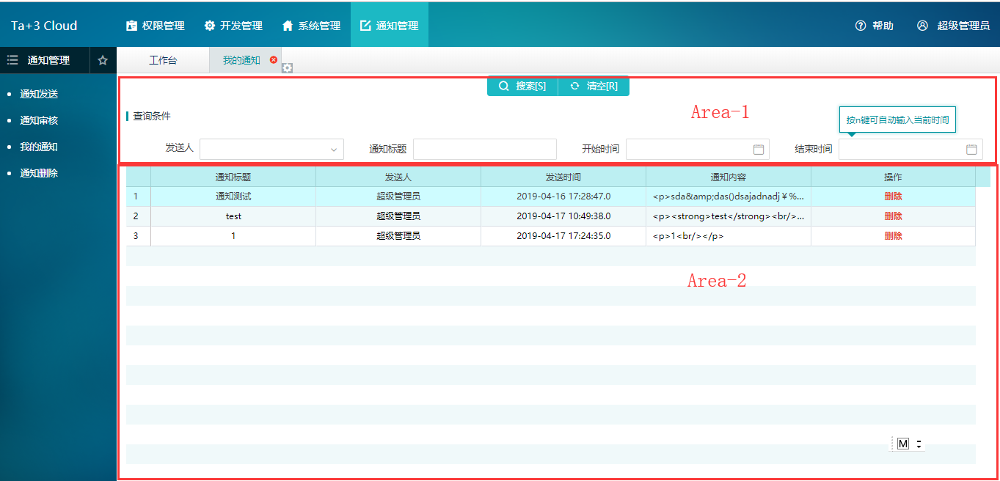 Ta+3 Cloud 权限管理 开发管理 系统管理 通知管理 帮助 超级管理员
通知管理 工作台 我的通知
通知发送
通知审核
我的通知
通知删除
搜索[S] 清空[R]
Area-1
查询条件
按n键可自动输入当前时间
发送人 通知标题 开始时间 结束时间
通知标题 发送人 发送时间 通知内容 操作
1 通知测试 超级管理员 2019-04-16 17:28:47.0 <p>sda&amp;das()dsajadnadj￥%... 删除
2 test 超级管理员 2019-04-17 10:49:38.0 <p><strong>test</strong><br/>... 删除
3 1 超级管理员 2019-04-17 17:24:35.0 <p>1<br/></p> 删除
Area-2
M